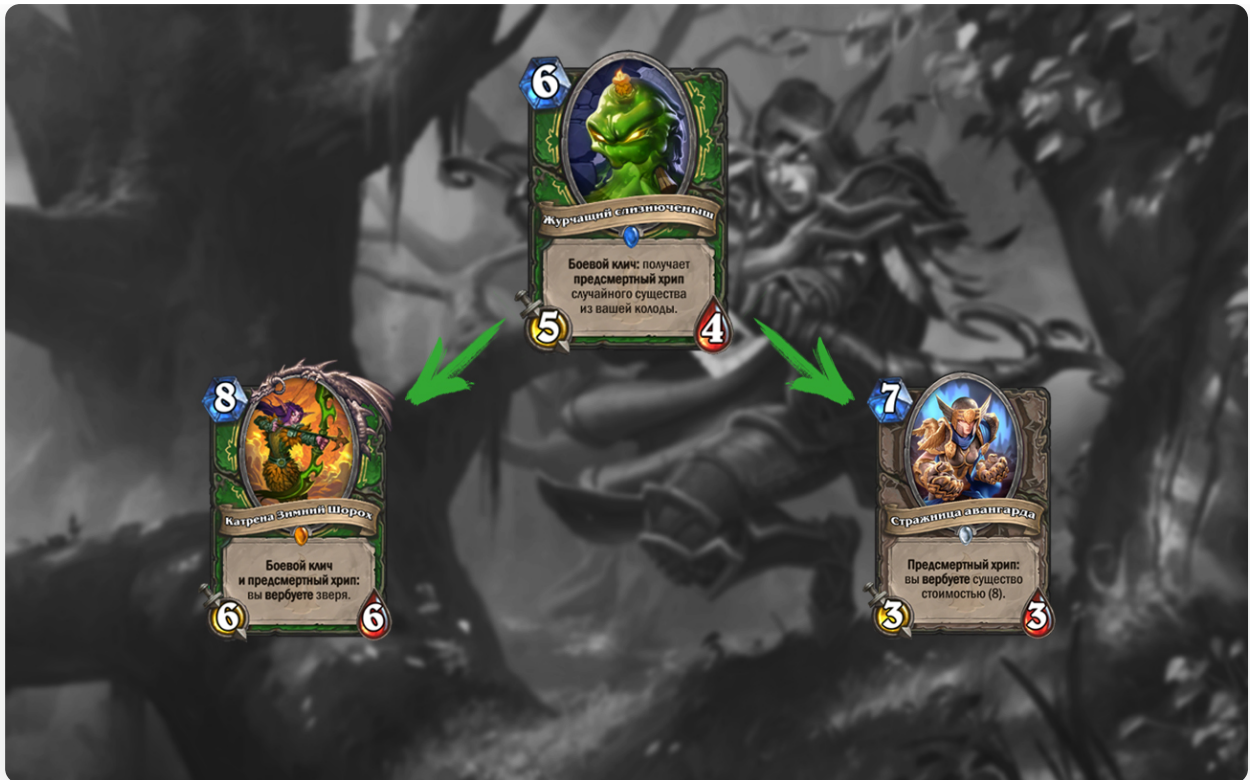 6
Журчащий слизнюченыш
Боевой клич: получает
предсмертный хрип
случайного существа
из вашей колоды.
5
4
8
Катрена Зимний Шорох
Боевой клич
и предсмертный хрип:
вы вербуете зверя.
6
6
7
Стражница авангарда
Предсмертный хрип:
вы вербуете существо
стоимостью (8).
3
3